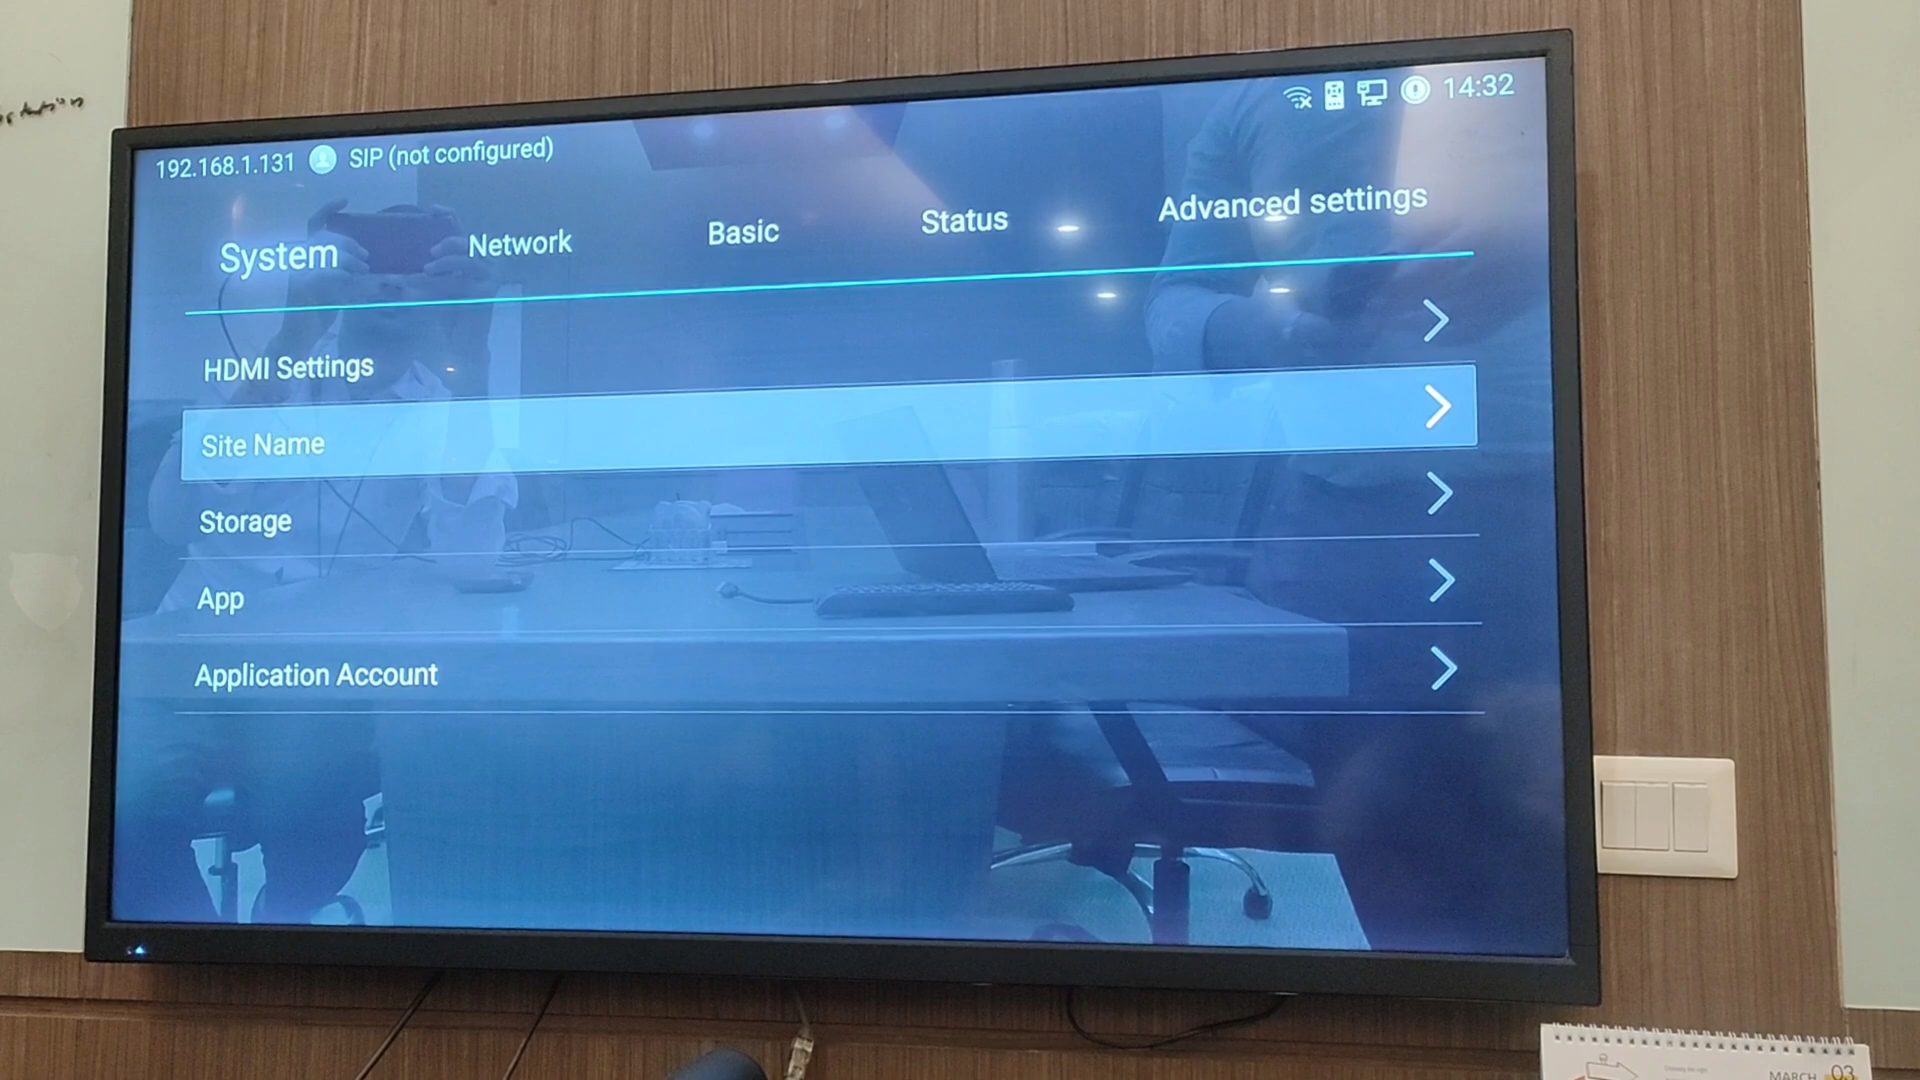 14:32
192.168.1.131 SIP (not configured)
System Network Basic Status Advanced settings
HDMI Settings
Site Name
Storage
App
Application Account
MARCH 03